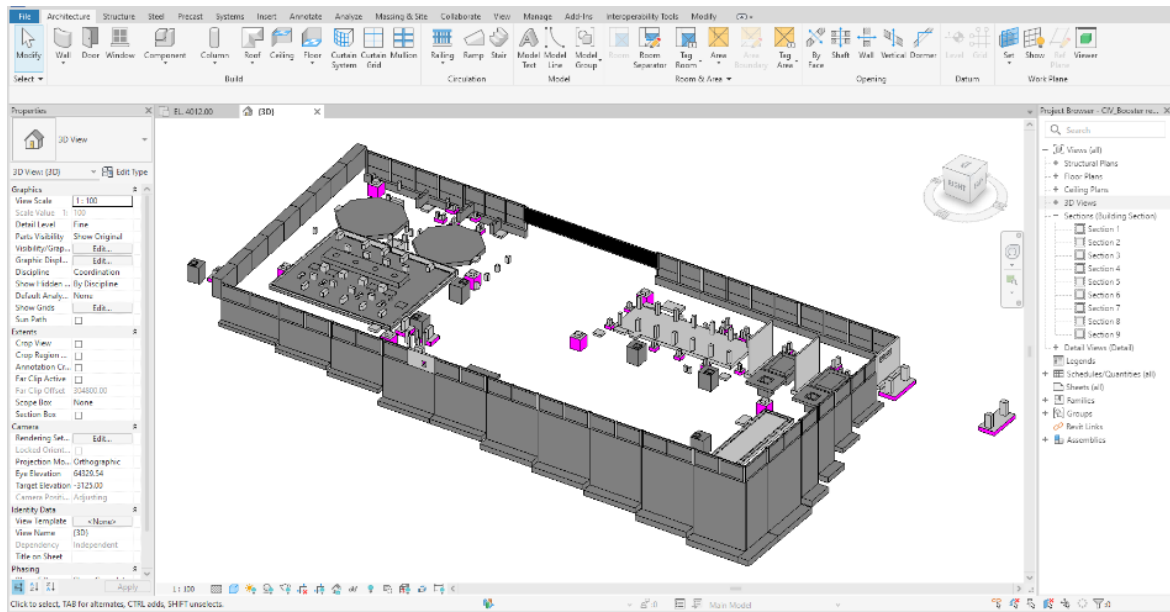 File Architecture Structure Steel Precast Systems Insert Annotate Analyze Massing & Site Collaborate View Manage Add-Ins Interoperability Tools Modify
Modify Wall Door Window Component Column Roof Ceiling Floor Curtain System Curtain Grid Mullion Railing Ramp Stair Model Text Model Line Model Group Room Room Separator Tag Room Area Area Boundary Tag Area By Face Shaft Wall Vertical Dormer Level Grid Set Show Ref Plane Viewer
Select Build Circulation Model Room & Area Opening Datum Work Plane
Properties
EL. 4012.00
{3D}
Project Browser - CIV_Booster re...
3D View
3D View: {3D} Edit Type
Graphics
View Scale 1 : 100
Scale Value 1: 100
Detail Level Fine
Parts Visibility Show Original
Visibility/Grap... Edit...
Graphic Displ... Edit...
Discipline Coordination
Show Hidden ... By Discipline
Default Analy... None
Show Grids Edit...
Sun Path
Extents
Crop View
Crop Region ...
Annotation Cr...
Far Clip Active
Far Clip Offset 304800.00
Scope Box None
Section Box
Camera
Rendering Set... Edit...
Locked Orient...
Projection Mo... Orthographic
Eye Elevation 64329.54
Target Elevation -3125.00
Camera Positi... Adjusting
Identity Data
View Template <None>
View Name {3D}
Dependency Independent
Title on Sheet
Phasing
Apply
RIGHT
Search
Views (all)
Structural Plans
Floor Plans
Ceiling Plans
3D Views
Sections (Building Section)
Section 1
Section 2
Section 3
Section 4
Section 5
Section 6
Section 7
Section 8
Section 9
Detail Views (Detail)
Legends
Schedules/Quantities (all)
Sheets (all)
Families
Groups
Revit Links
Assemblies
1 : 100
Click to select, TAB for alternates, CTRL adds, SHIFT unselects.
:0
Main Model
:0